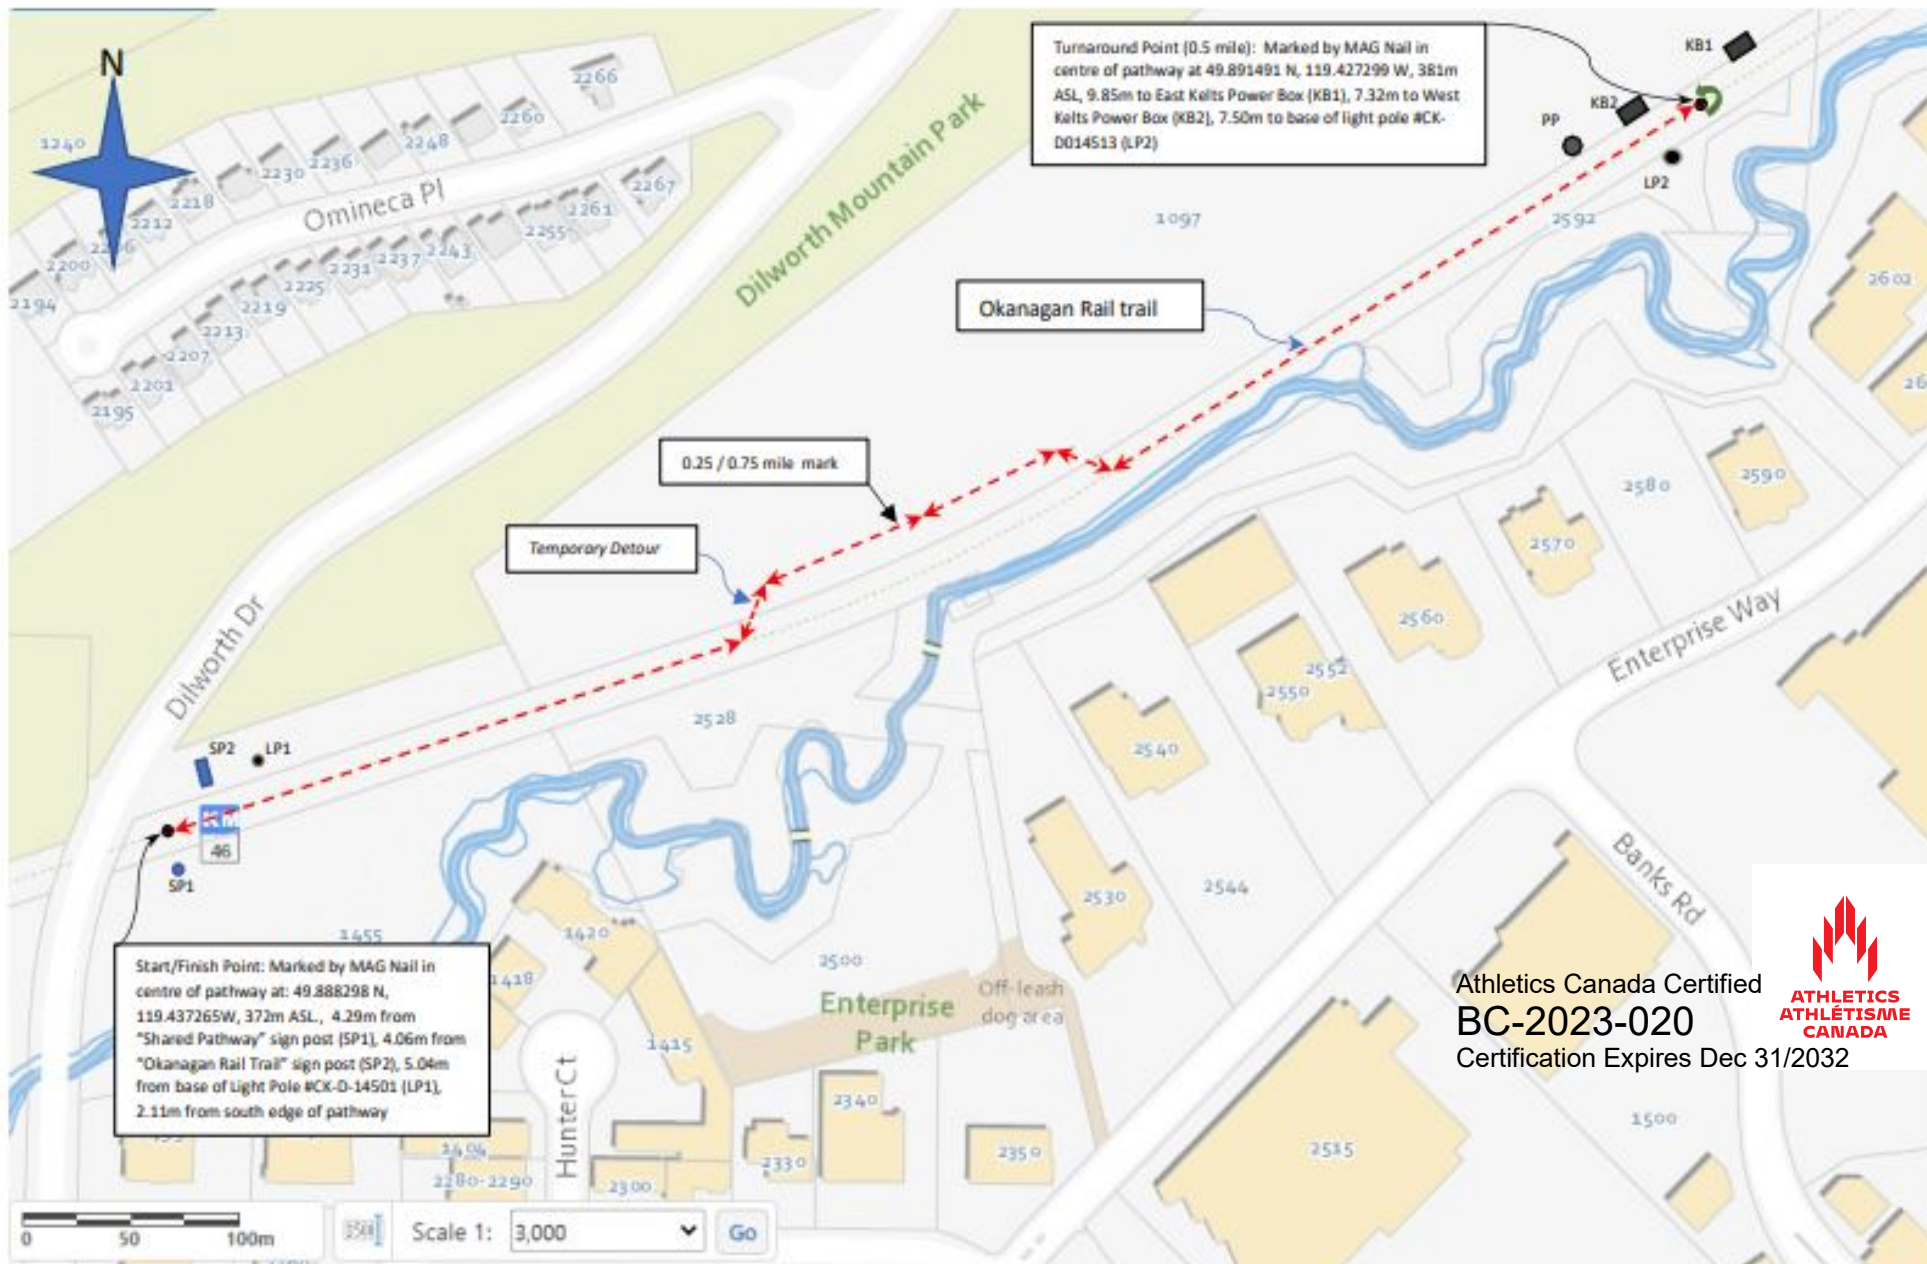 N
1240
2266
2260
2248
2236
2230
2218
2212
2200
2194
Omineca Pl
2267
2261
2255
2243
2237
2231
2225
2219
2213
2207
2201
2195
Dilworth Mountain Park
Turnaround Point (0.5 mile): Marked by MAG Nail in
centre of pathway at 49.891491 N, 119.427299 W, 381m
ASL, 9.85m to East Kelts Power Box (KB1), 7.32m to West
Kelts Power Box (KB2), 7.50m to base of light pole #CK-
D014513 (LP2)
KB1
KB2
PP
LP2
1097
2592
2602
Okanagan Rail trail
0.25 / 0.75 mile mark
Temporary Detour
2590
2580
2570
2560
2552
2550
2540
2530
2544
2528
Enterprise Way
Banks Rd
Dilworth Dr
SP2
LP1
KM
46
SP1
1455
Start/Finish Point: Marked by MAG Nail in
centre of pathway at: 49.888298 N,
119.437265W, 372m ASL., 4.29m from
"Shared Pathway" sign post (SP1), 4.06m from
"Okanagan Rail Trail" sign post (SP2), 5.04m
from base of Light Pole #CK-D-14501 (LP1),
2.11m from south edge of pathway
1420
1418
1415
2500
Enterprise
Park
Off-leash
dog area
Hunter Ct
1404
2280-2290
2300
2330
2340
2350
2515
1500
Athletics Canada Certified
BC-2023-020
Certification Expires Dec 31/2032
ATHLETICS
ATHLÉTISME
CANADA
0 50 100m
Scale 1: 3,000 Go